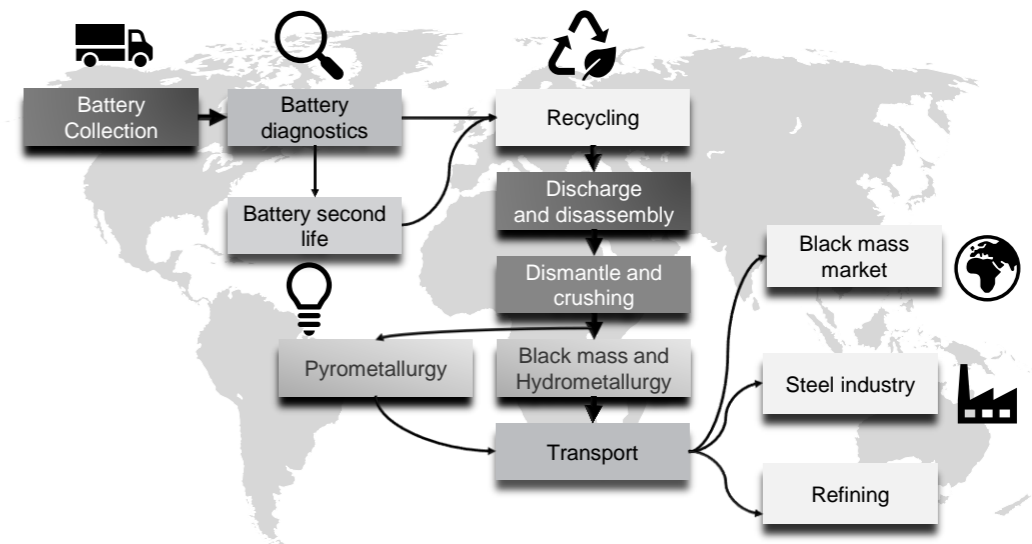 Battery
Collection
Battery
diagnostics
Recycling
Discharge
and disassembly
Battery second
life
Black mass
market
Dismantle and
crushing
Pyrometallurgy
Black mass and
Hydrometallurgy
Steel industry
Transport
Refining